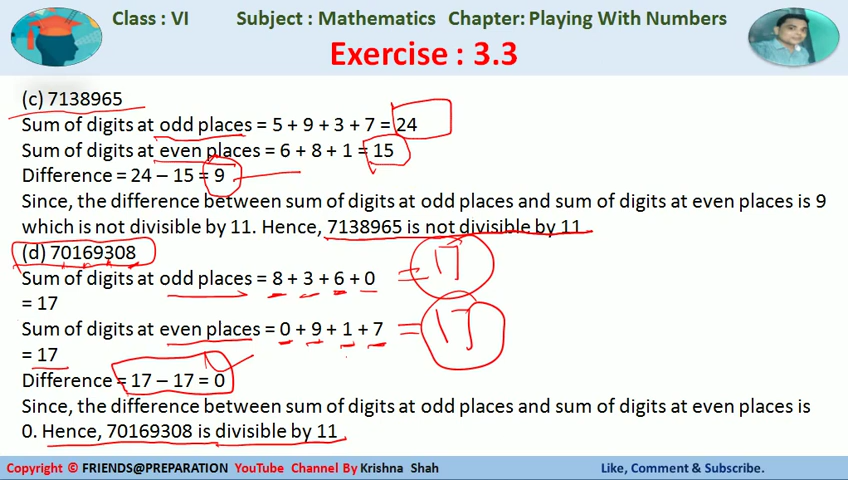 Class : VI Subject : Mathematics Chapter: Playing With Numbers
Exercise : 3.3
(c) 7138965
Sum of digits at odd places = 5 + 9 + 3 + 7 = 24
Sum of digits at even places = 6 + 8 + 1 = 15
Difference = 24 – 15 = 9
Since, the difference between sum of digits at odd places and sum of digits at even places is 9
which is not divisible by 11. Hence, 7138965 is not divisible by 11
(d) 70169308
Sum of digits at odd places = 8 + 3 + 6 + 0 = 17
= 17
Sum of digits at even places = 0 + 9 + 1 + 7 = 17
= 17
Difference = 17 – 17 = 0
Since, the difference between sum of digits at odd places and sum of digits at even places is
0. Hence, 70169308 is divisible by 11
Copyright © FRIENDS@PREPARATION YouTube Channel By Krishna Shah Like, Comment & Subscribe.